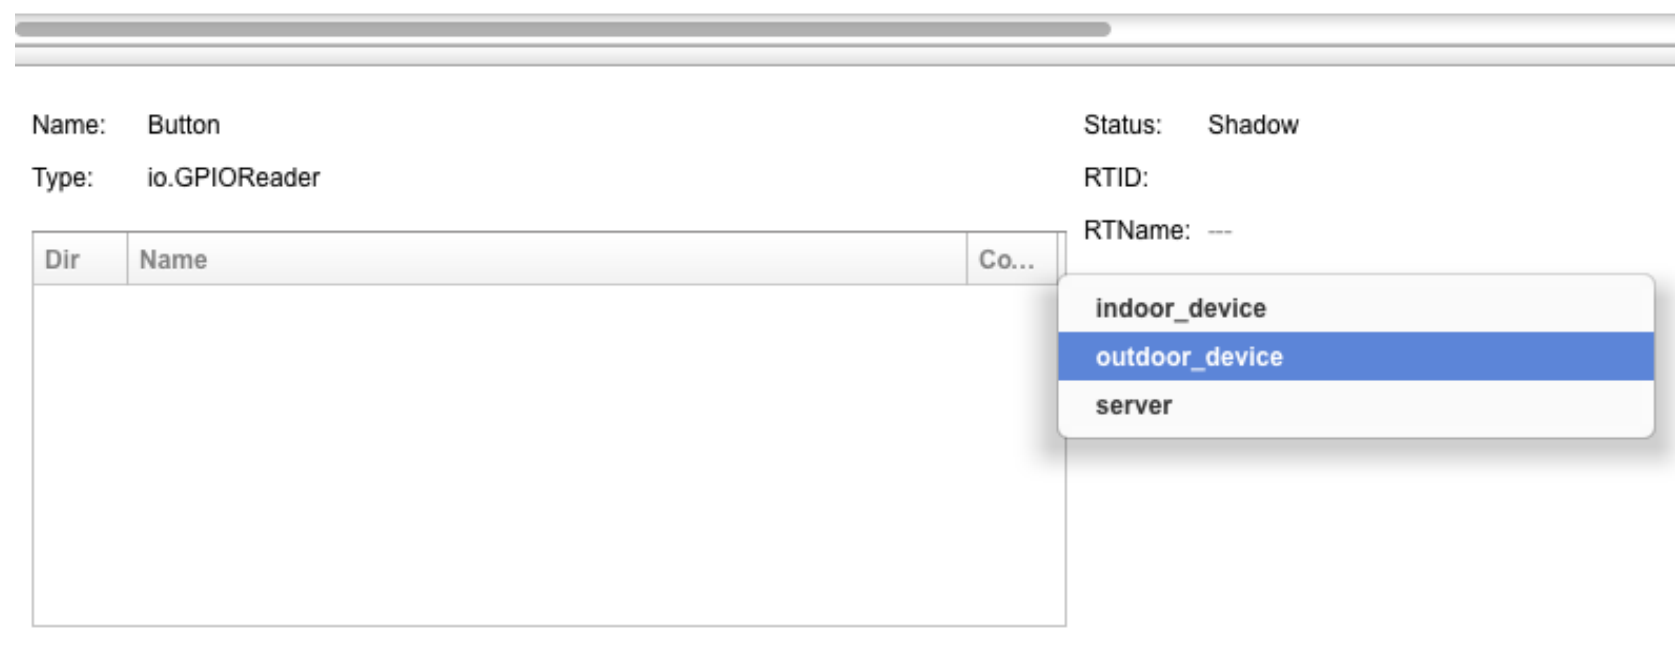 Name: Button
Type: io.GPIOReader
Dir Name Co...
Status: Shadow
RTID:
RTName: ---
indoor_device
outdoor_device
server